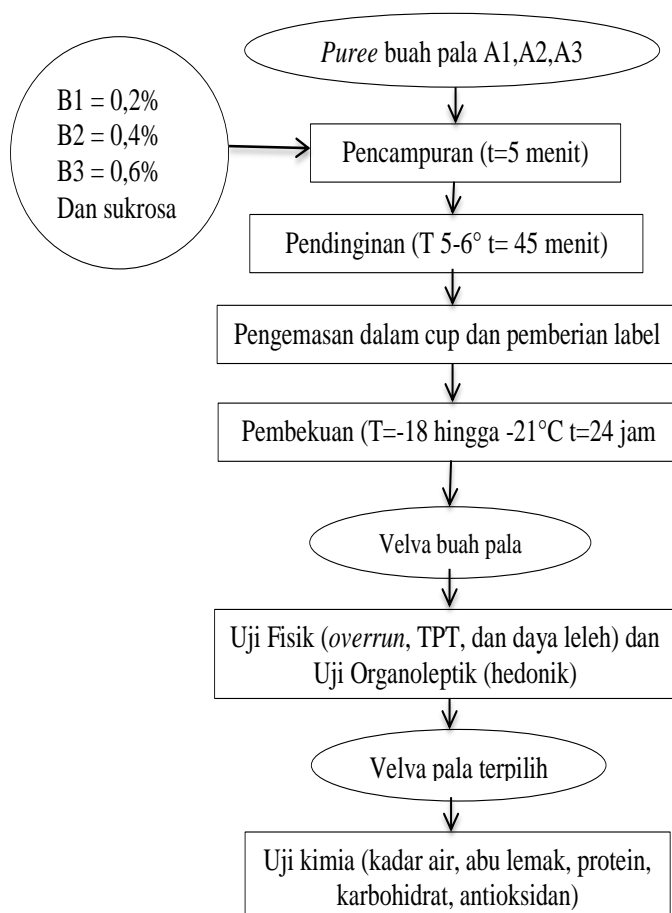 Puree buah pala A1,A2,A3
B1 = 0,2%
B2 = 0,4%
B3 = 0,6%
Dan sukrosa
Pencampuran (t=5 menit)
Pendinginan (T 5-6° t= 45 menit)
Pengemasan dalam cup dan pemberian label
Pembekuan (T=-18 hingga -21°C t=24 jam
Velva buah pala
Uji Fisik (overrun, TPT, dan daya leleh) dan
Uji Organoleptik (hedonik)
Velva pala terpilih
Uji kimia (kadar air, abu lemak, protein,
karbohidrat, antioksidan)